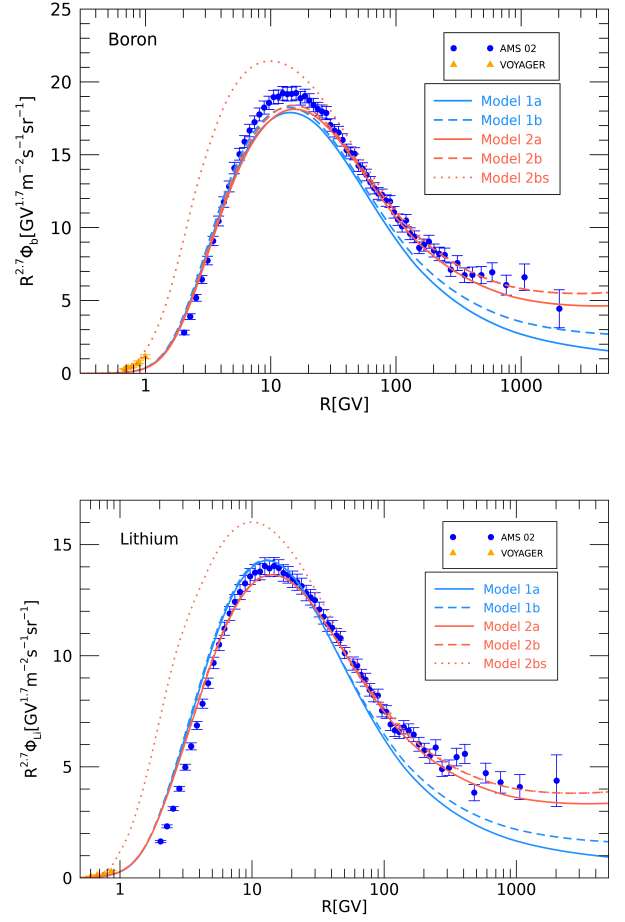 Boron
AMS 02
VOYAGER
Model 1a
Model 1b
Model 2a
Model 2b
Model 2bs
25
20
15
10
5
0
R^2.7Φ_b[GV^1.7m^−2s^−1sr^−1]
1
10
100
1000
R[GV]
Lithium
AMS 02
VOYAGER
Model 1a
Model 1b
Model 2a
Model 2b
Model 2bs
15
10
5
0
R^2.7Φ_Li[GV^1.7m^−2s^−1sr^−1]
1
10
100
1000
R[GV]